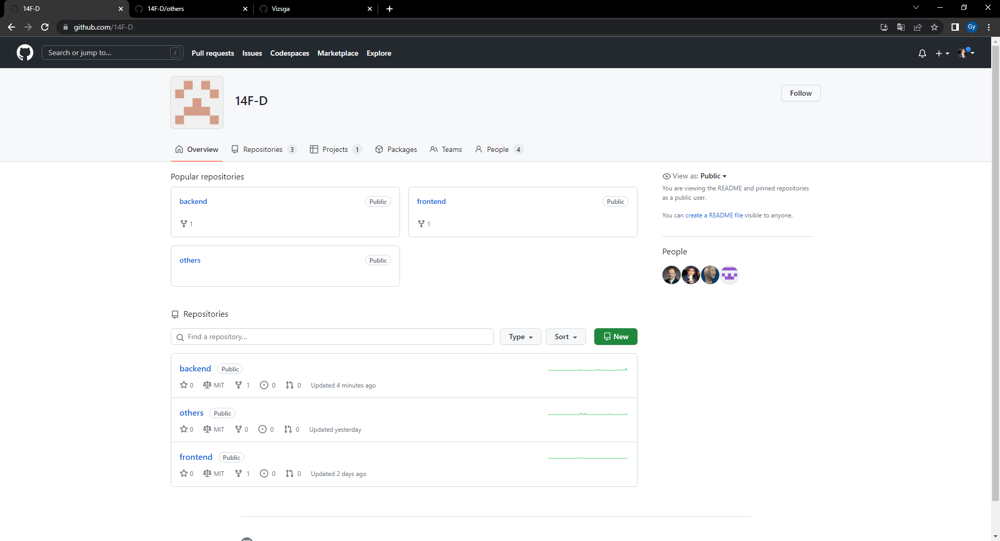 14F-D
14F-D/others
Vizsga
github.com/14F-D
Gy
Search or jump to...
/
Pull requests
Issues
Codespaces
Marketplace
Explore
14F-D
Follow
Overview
Repositories 3
Projects 1
Packages
Teams
People 4
Popular repositories
backend
Public
1
frontend
Public
1
others
Public
View as: Public
You are viewing the README and pinned repositories
as a public user.
You can create a README file visible to anyone.
People
Repositories
Find a repository...
Type
Sort
New
backend Public
0 MIT 1 0 0 Updated 4 minutes ago
others Public
0 MIT 0 0 0 Updated yesterday
frontend Public
0 MIT 1 0 0 Updated 2 days ago